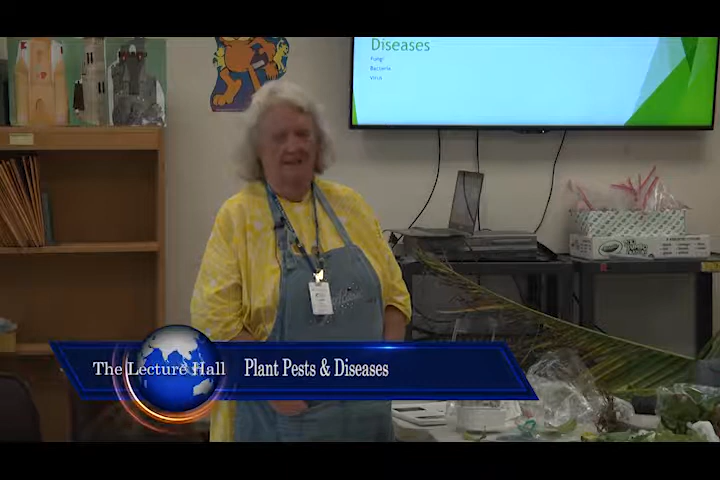 Diseases
Fungi
Bacteria
Virus
The Lecture Hall
Plant Pests & Diseases